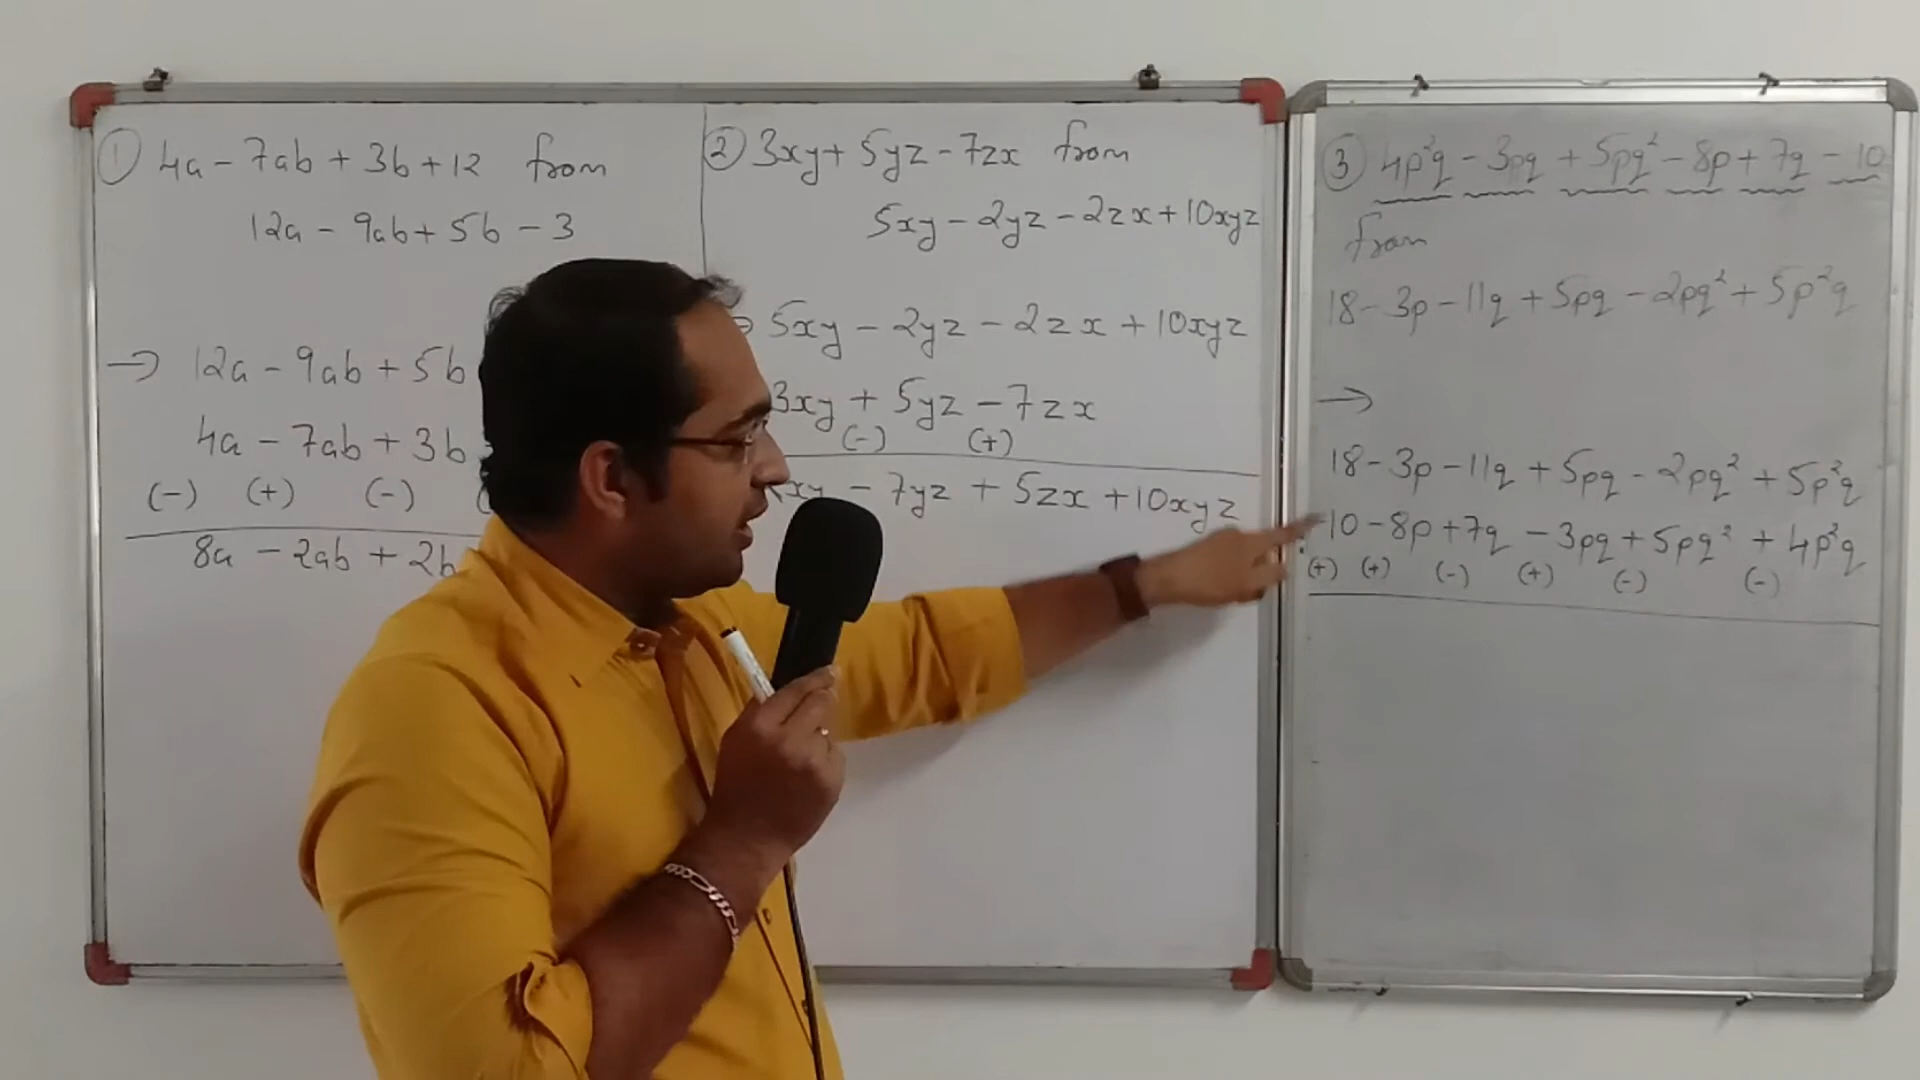 ① 4a - 7ab + 3b + 12 from
12a - 9ab + 5b - 3
→ 12a - 9ab + 5b
4a - 7ab + 3b
(-) (+) (-)
8a - 2ab + 2b
② 3xy + 5yz - 7zx from
5xy - 2yz - 2zx + 10xyz
5xy - 2yz - 2zx + 10xyz
3xy + 5yz - 7zx
(-) (+)
xy - 7yz + 5zx + 10xyz
③ 4p²q - 3pq + 5pq² - 8p + 7q - 10
from
18 - 3p - 11q + 5pq - 2pq² + 5p²q
→
18 - 3p - 11q + 5pq - 2pq² + 5p²q
-10 - 8p + 7q - 3pq + 5pq² + 4p²q
(+) (+) (-) (+) (-) (-)